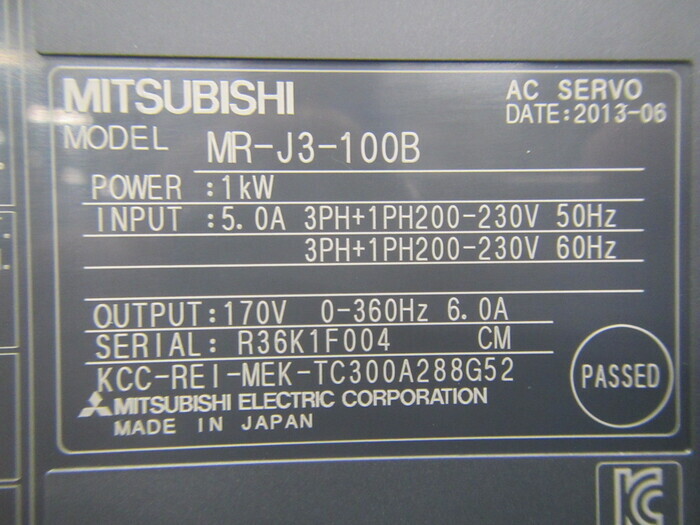 MITSUBISHI
AC SERVO
DATE:2013-06
MODEL MR-J3-100B
POWER :1kW
INPUT :5.0A 3PH+1PH200-230V 50Hz
3PH+1PH200-230V 60Hz
OUTPUT:170V 0-360Hz 6.0A
SERIAL: R36K1F004 CM
KCC-REI-MEK-TC300A288G52
PASSED
MITSUBISHI ELECTRIC CORPORATION
MADE IN JAPAN